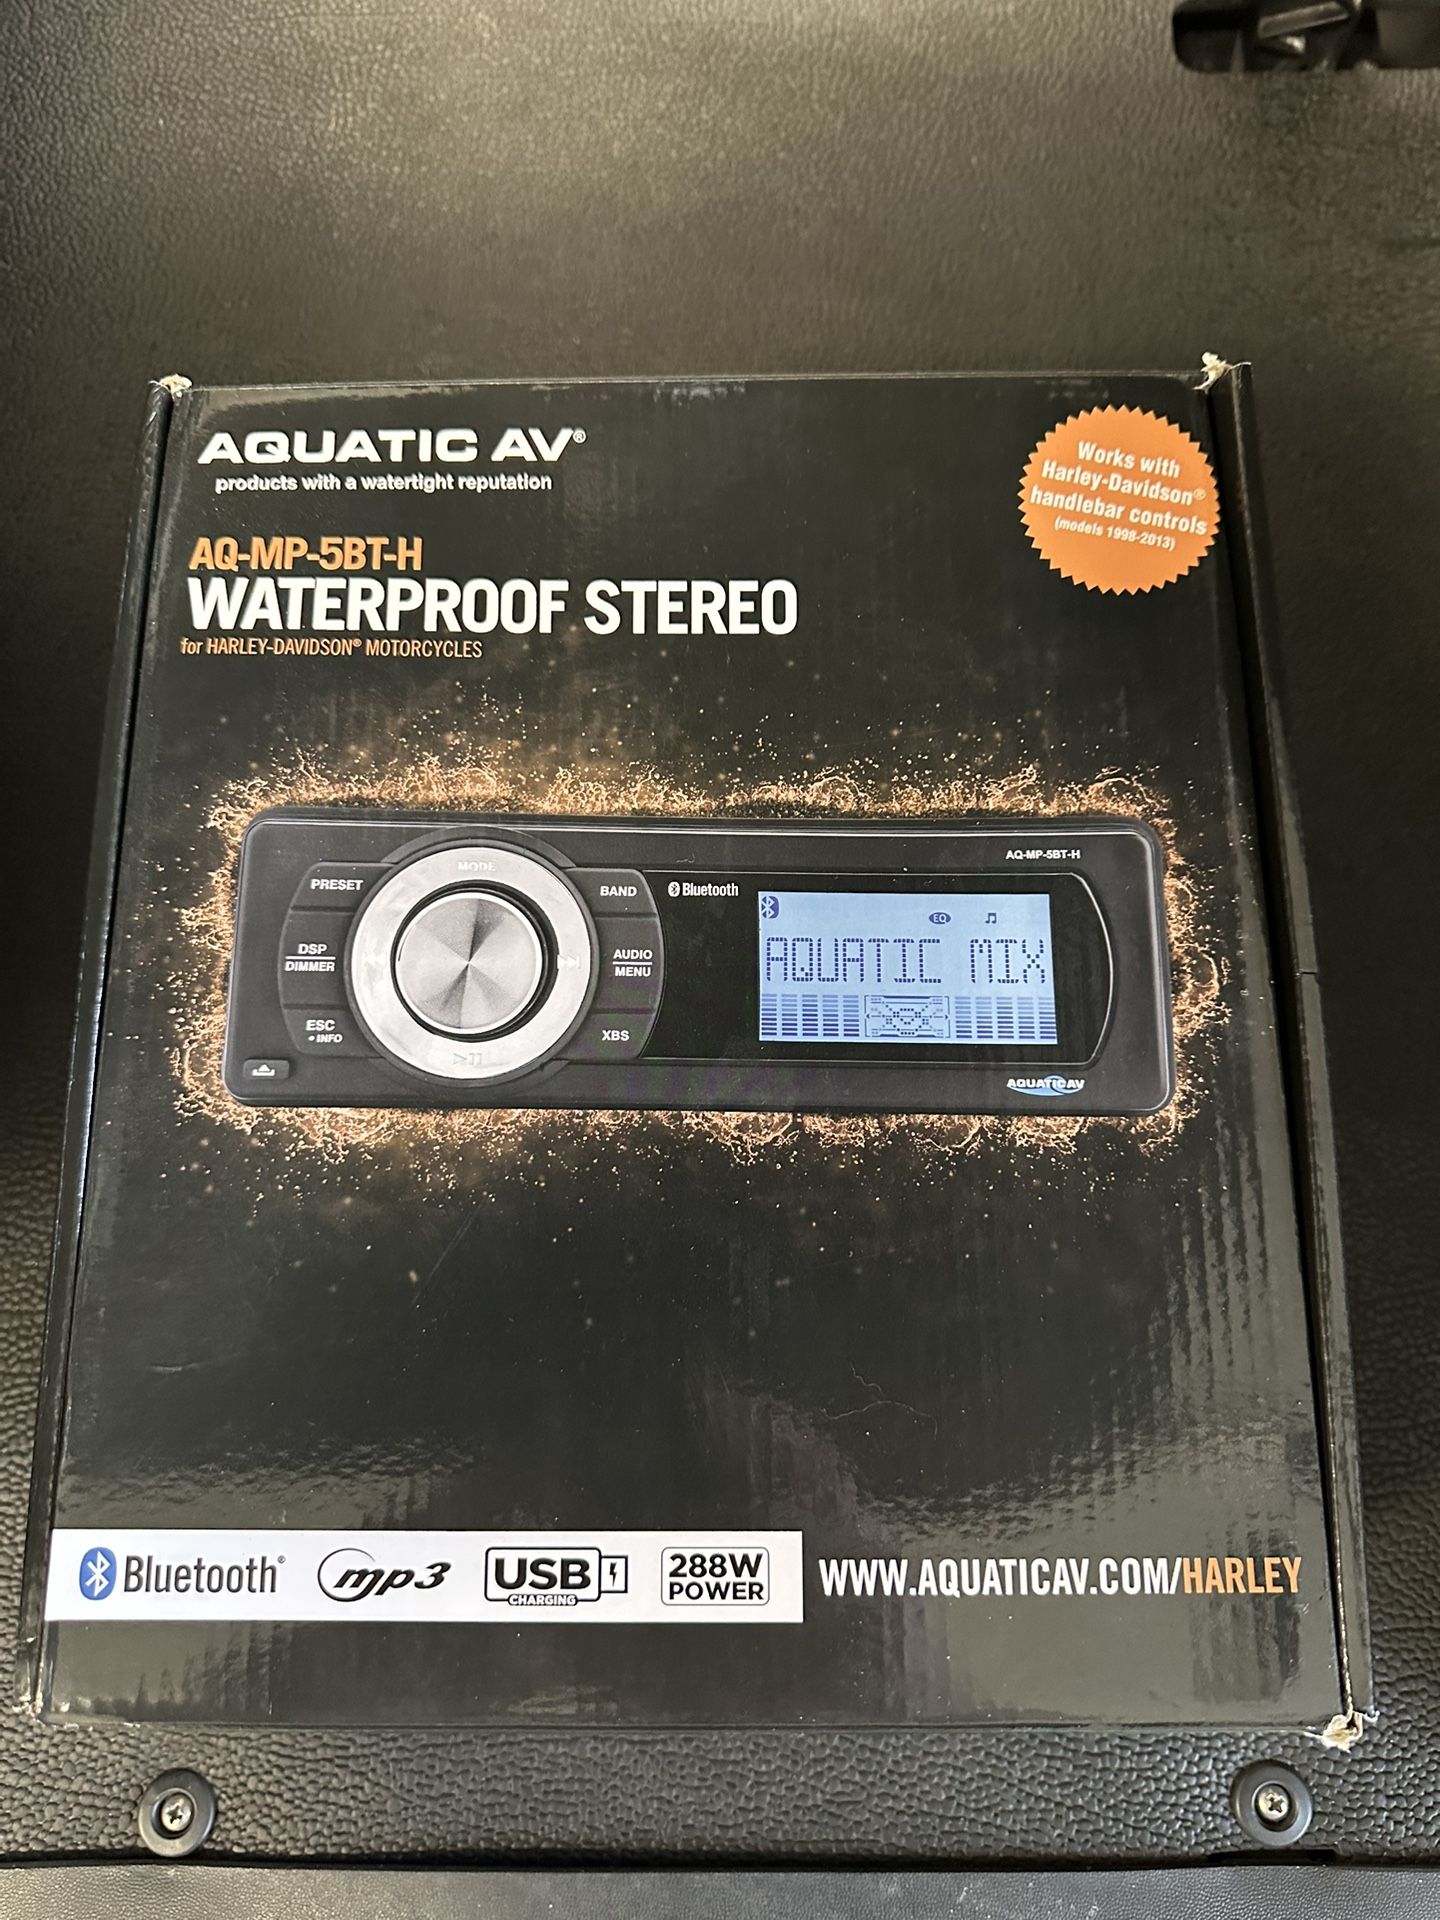 AQUATIC AV®
products with a watertight reputation
Works with
Harley-Davidson®
handlebar controls
(models 1998-2013)
AQ-MP-5BT-H
WATERPROOF STEREO
for HARLEY-DAVIDSON® MOTORCYCLES
AQ-MP-5BT-H
MODE
PRESET
BAND
Bluetooth
EQ
DSP
DIMMER
AUDIO
MENU
AQUATIC MIX
ESC
• INFO
XBS
AQUATICAV
Bluetooth®
mp3
USB
CHARGING
288W
POWER
WWW.AQUATICAV.COM/HARLEY